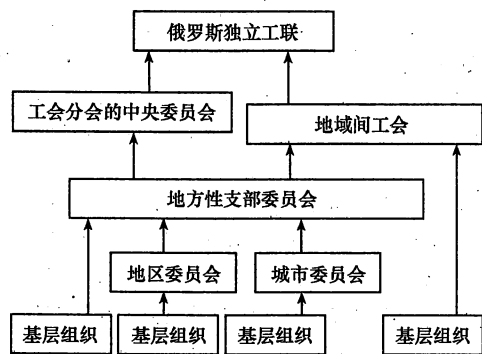 俄罗斯独立工联
工会分会的中央委员会
地域间工会
地方性支部委员会
地区委员会
城市委员会
基层组织
基层组织
基层组织
基层组织